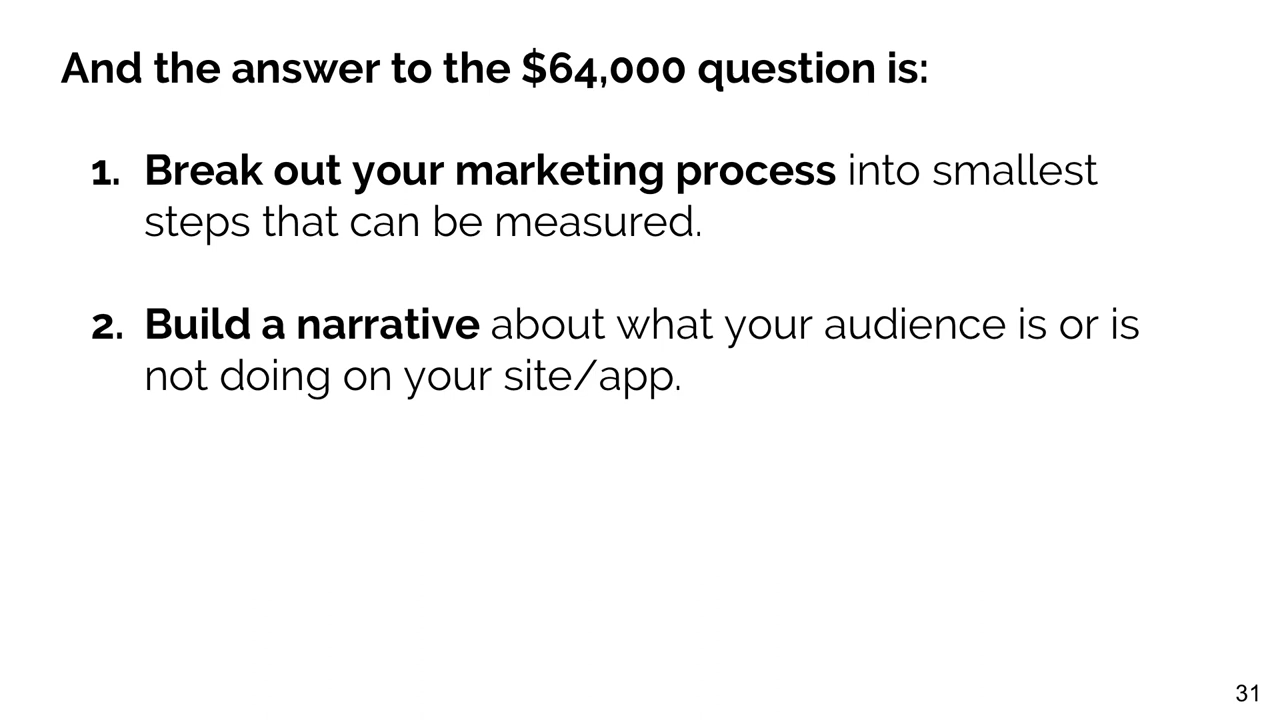 And the answer to the $64,000 question is:
1. Break out your marketing process into smallest
steps that can be measured.
2. Build a narrative about what your audience is or is
not doing on your site/app.
31